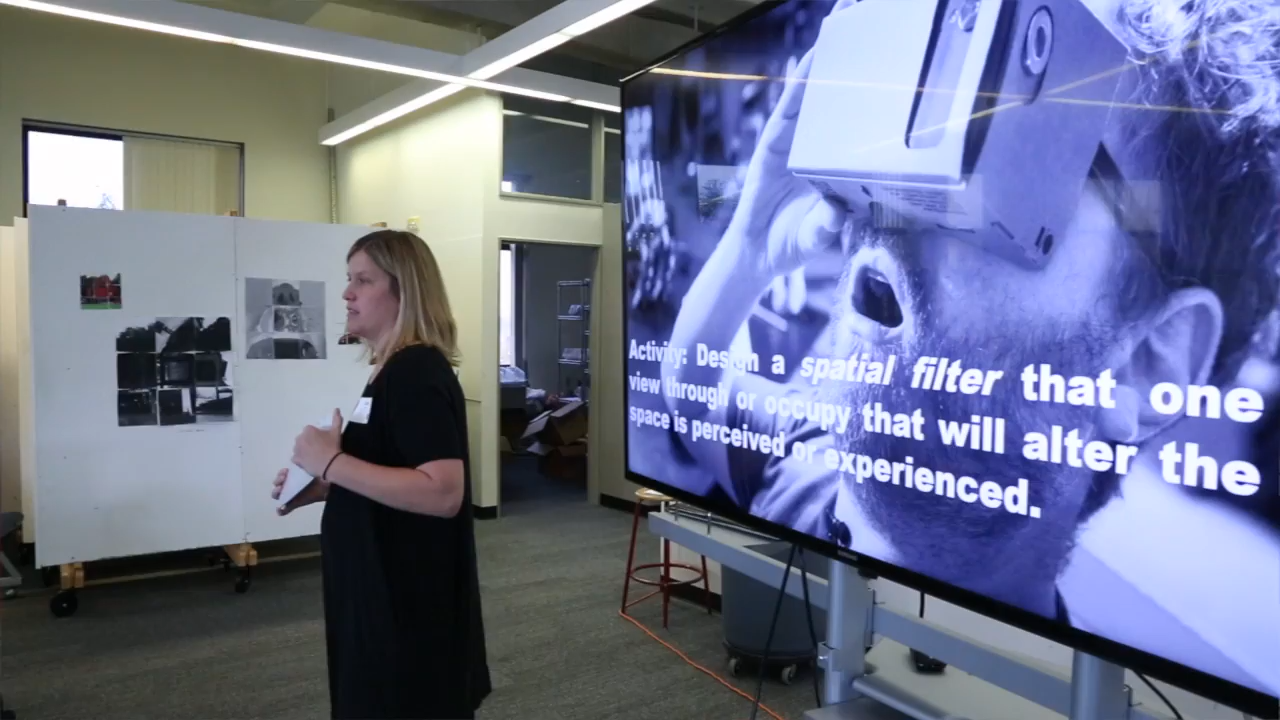 Activity: Design a spatial filter that one
view through or occupy that will alter the
space is perceived or experienced.
SAMSUNG